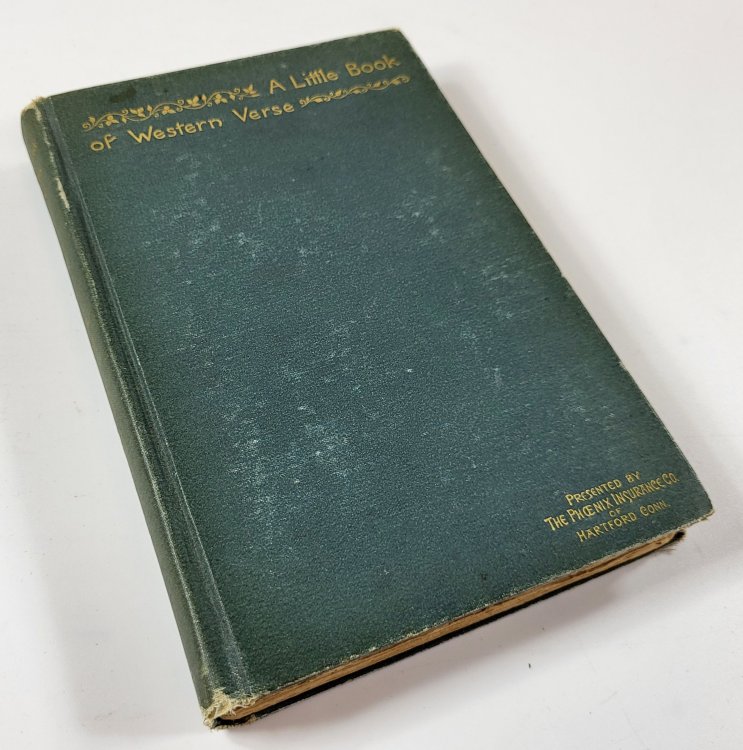 A Little Book
of Western Verse
PRESENTED BY
THE PHŒNIX INSURANCE CO.
OF
HARTFORD CONN.